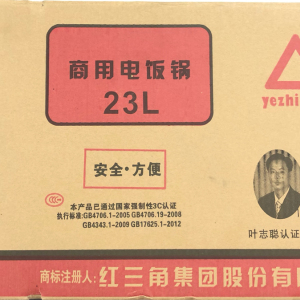 商用电饭锅
23L
yezhi
安全·方便
本产品已通过国家强制性3C认证
执行标准:GB4706.1-2005 GB4706.19-2008
GB4343.1-2009 GB17625.1-2012
叶志聪认证
商标注册人:红三角集团股份有